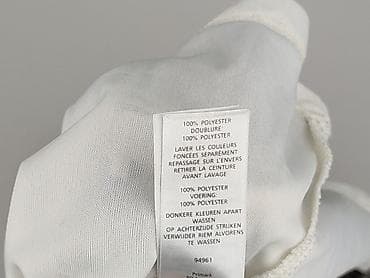 100% POLYESTER
DOUBLURE:
100% POLYESTER
LAVER LES COULEURS
FONCÉES SÉPARÉMENT
REPASSAGE SUR L'ENVERS
RETIRER LA CEINTURE
AVANT LAVAGE
100% POLYESTER
VOERING:
100% POLYESTER
DONKERE KLEUREN APART
WASSEN
OP ACHTERZIJDE STRIJKEN
VERWIJDER RIEM ALVORENS
TE WASSEN
94961
Primark